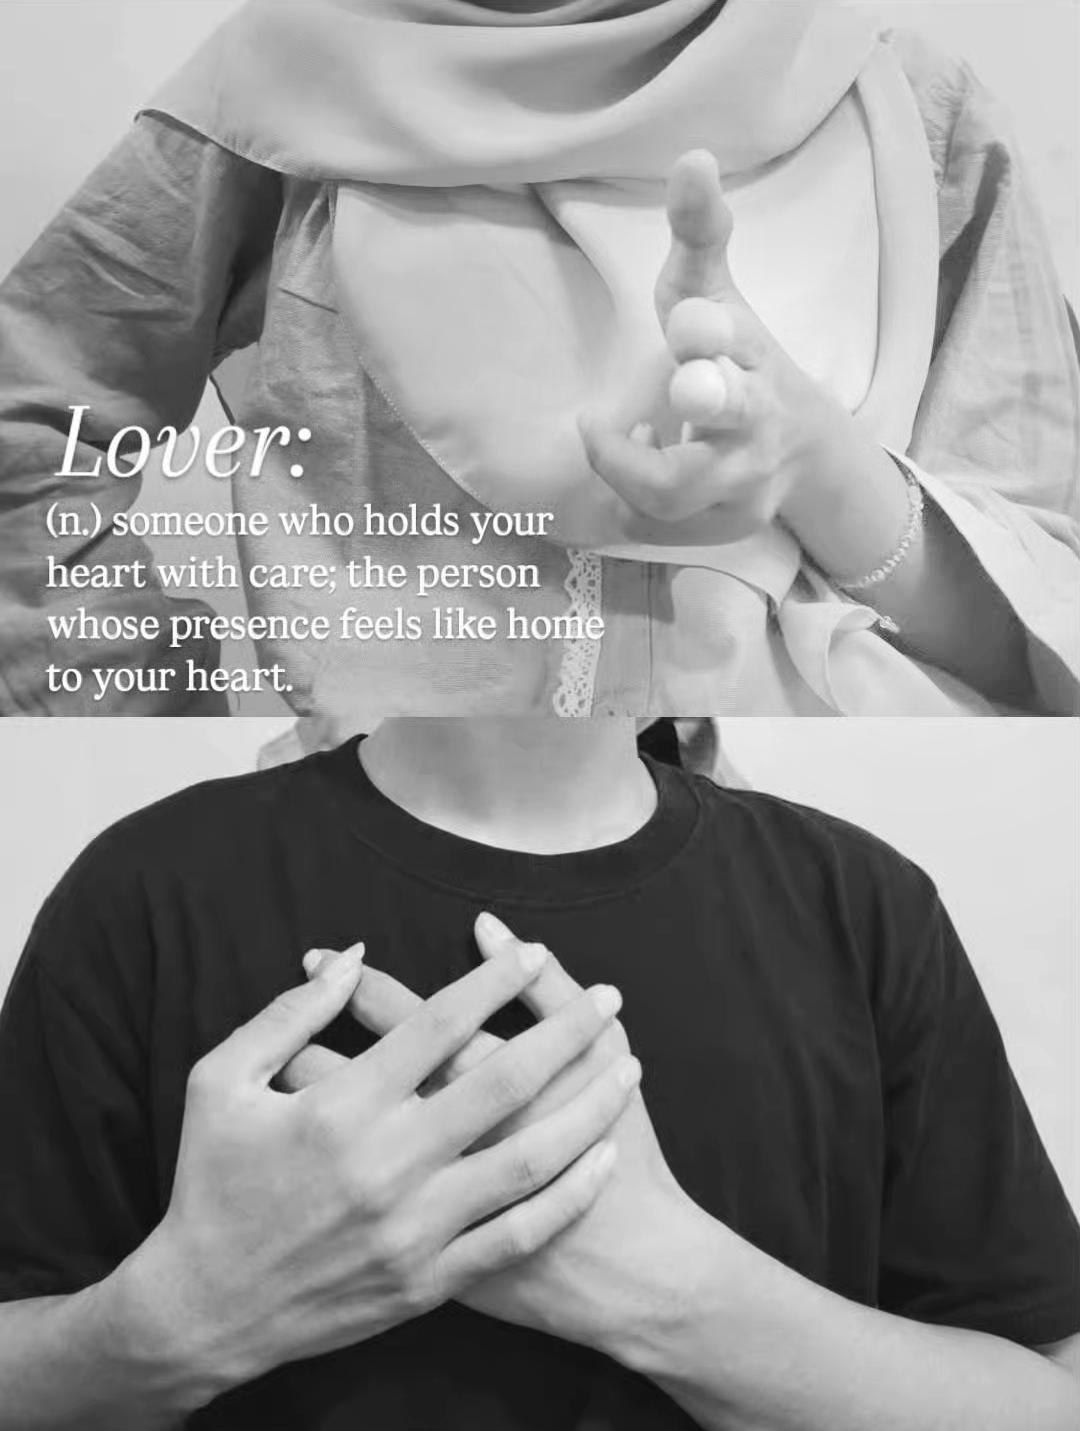 Lover:
(n.) someone who holds your
heart with care; the person
whose presence feels like home
to your heart.